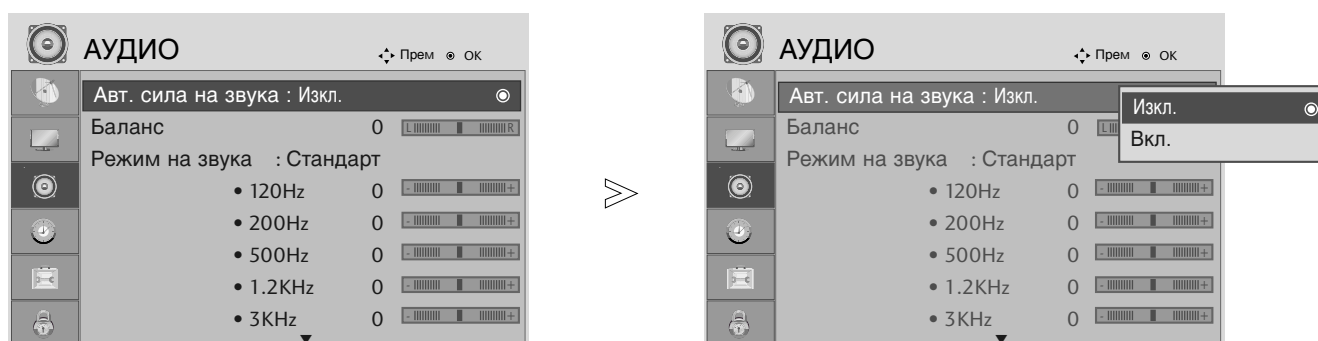 АУДИО
Прем ОК
Авт. сила на звука : Изкл.
Баланс 0 L R
Режим на звука : Стандарт
• 120Hz 0 - +
• 200Hz 0 - +
• 500Hz 0 - +
• 1.2KHz 0 - +
• 3KHz 0 - +
АУДИО
Прем ОК
Авт. сила на звука : Изкл.
Изкл.
Вкл.
Баланс 0 L
Режим на звука : Стандарт
• 120Hz 0 - +
• 200Hz 0 - +
• 500Hz 0 - +
• 1.2KHz 0 - +
• 3KHz 0 - +